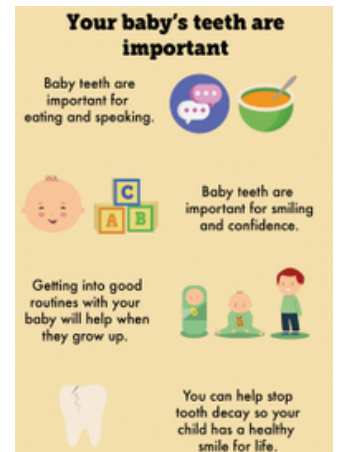 Your baby's teeth are
important
Baby teeth are
important for
eating and speaking.
C
A B
Baby teeth are
important for smiling
and confidence.
Getting into good
routines with your
baby will help when
they grow up.
You can help stop
tooth decay so your
child has a healthy
smile for life.